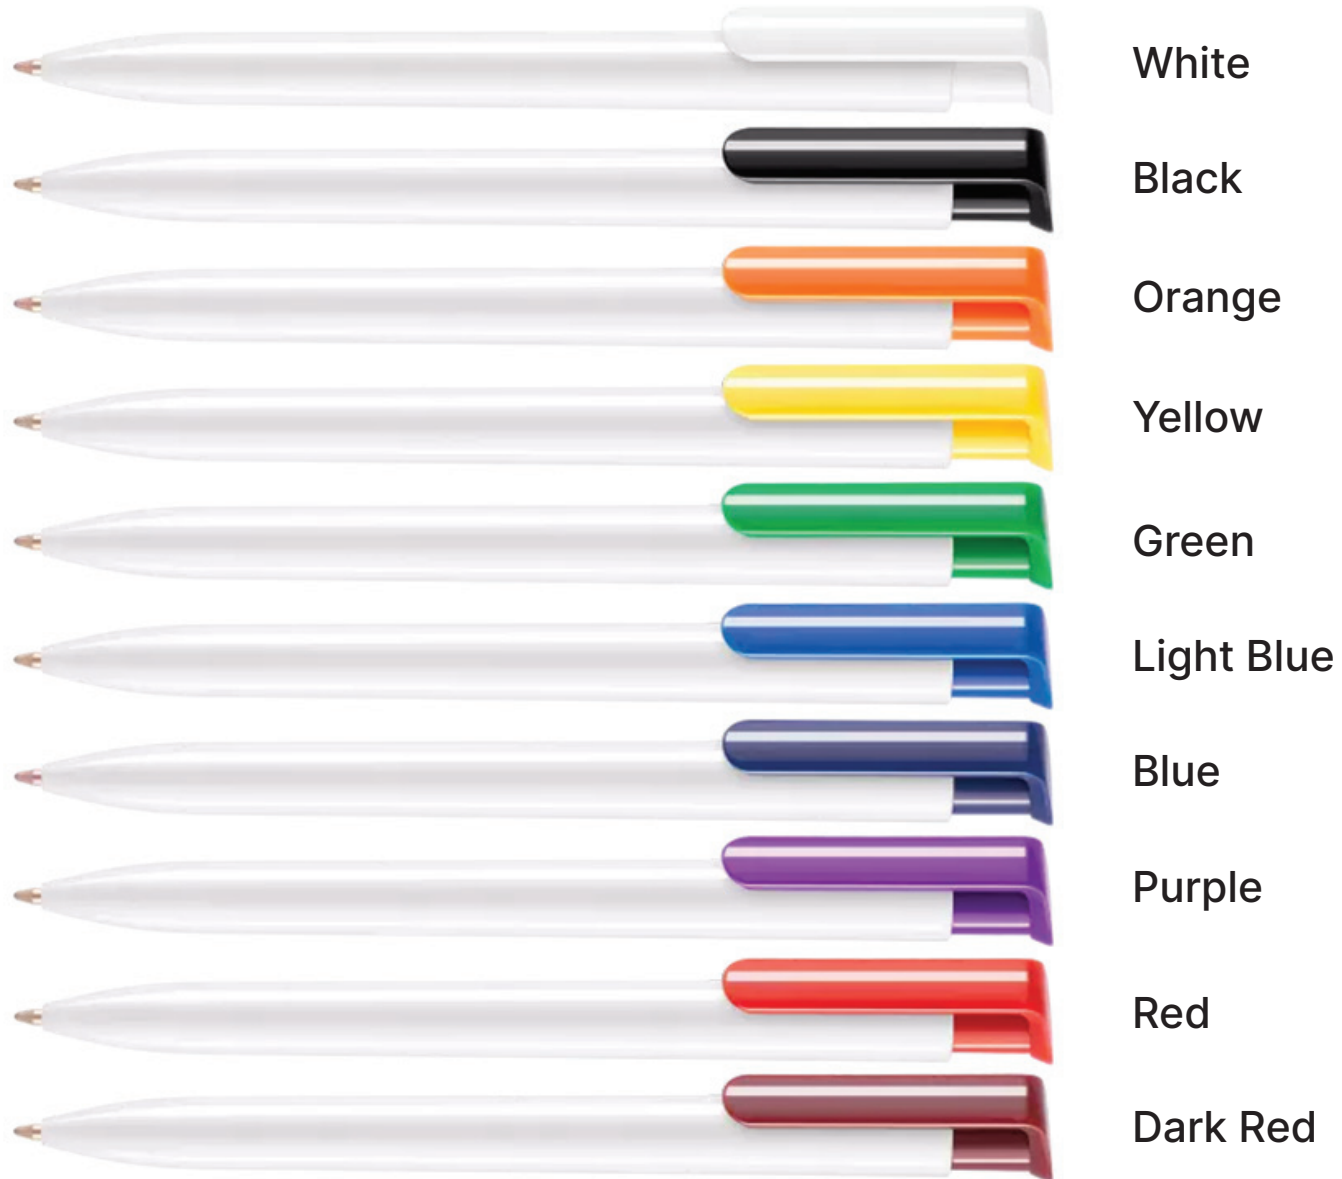 White
Black
Orange
Yellow
Green
Light Blue
Blue
Purple
Red
Dark Red